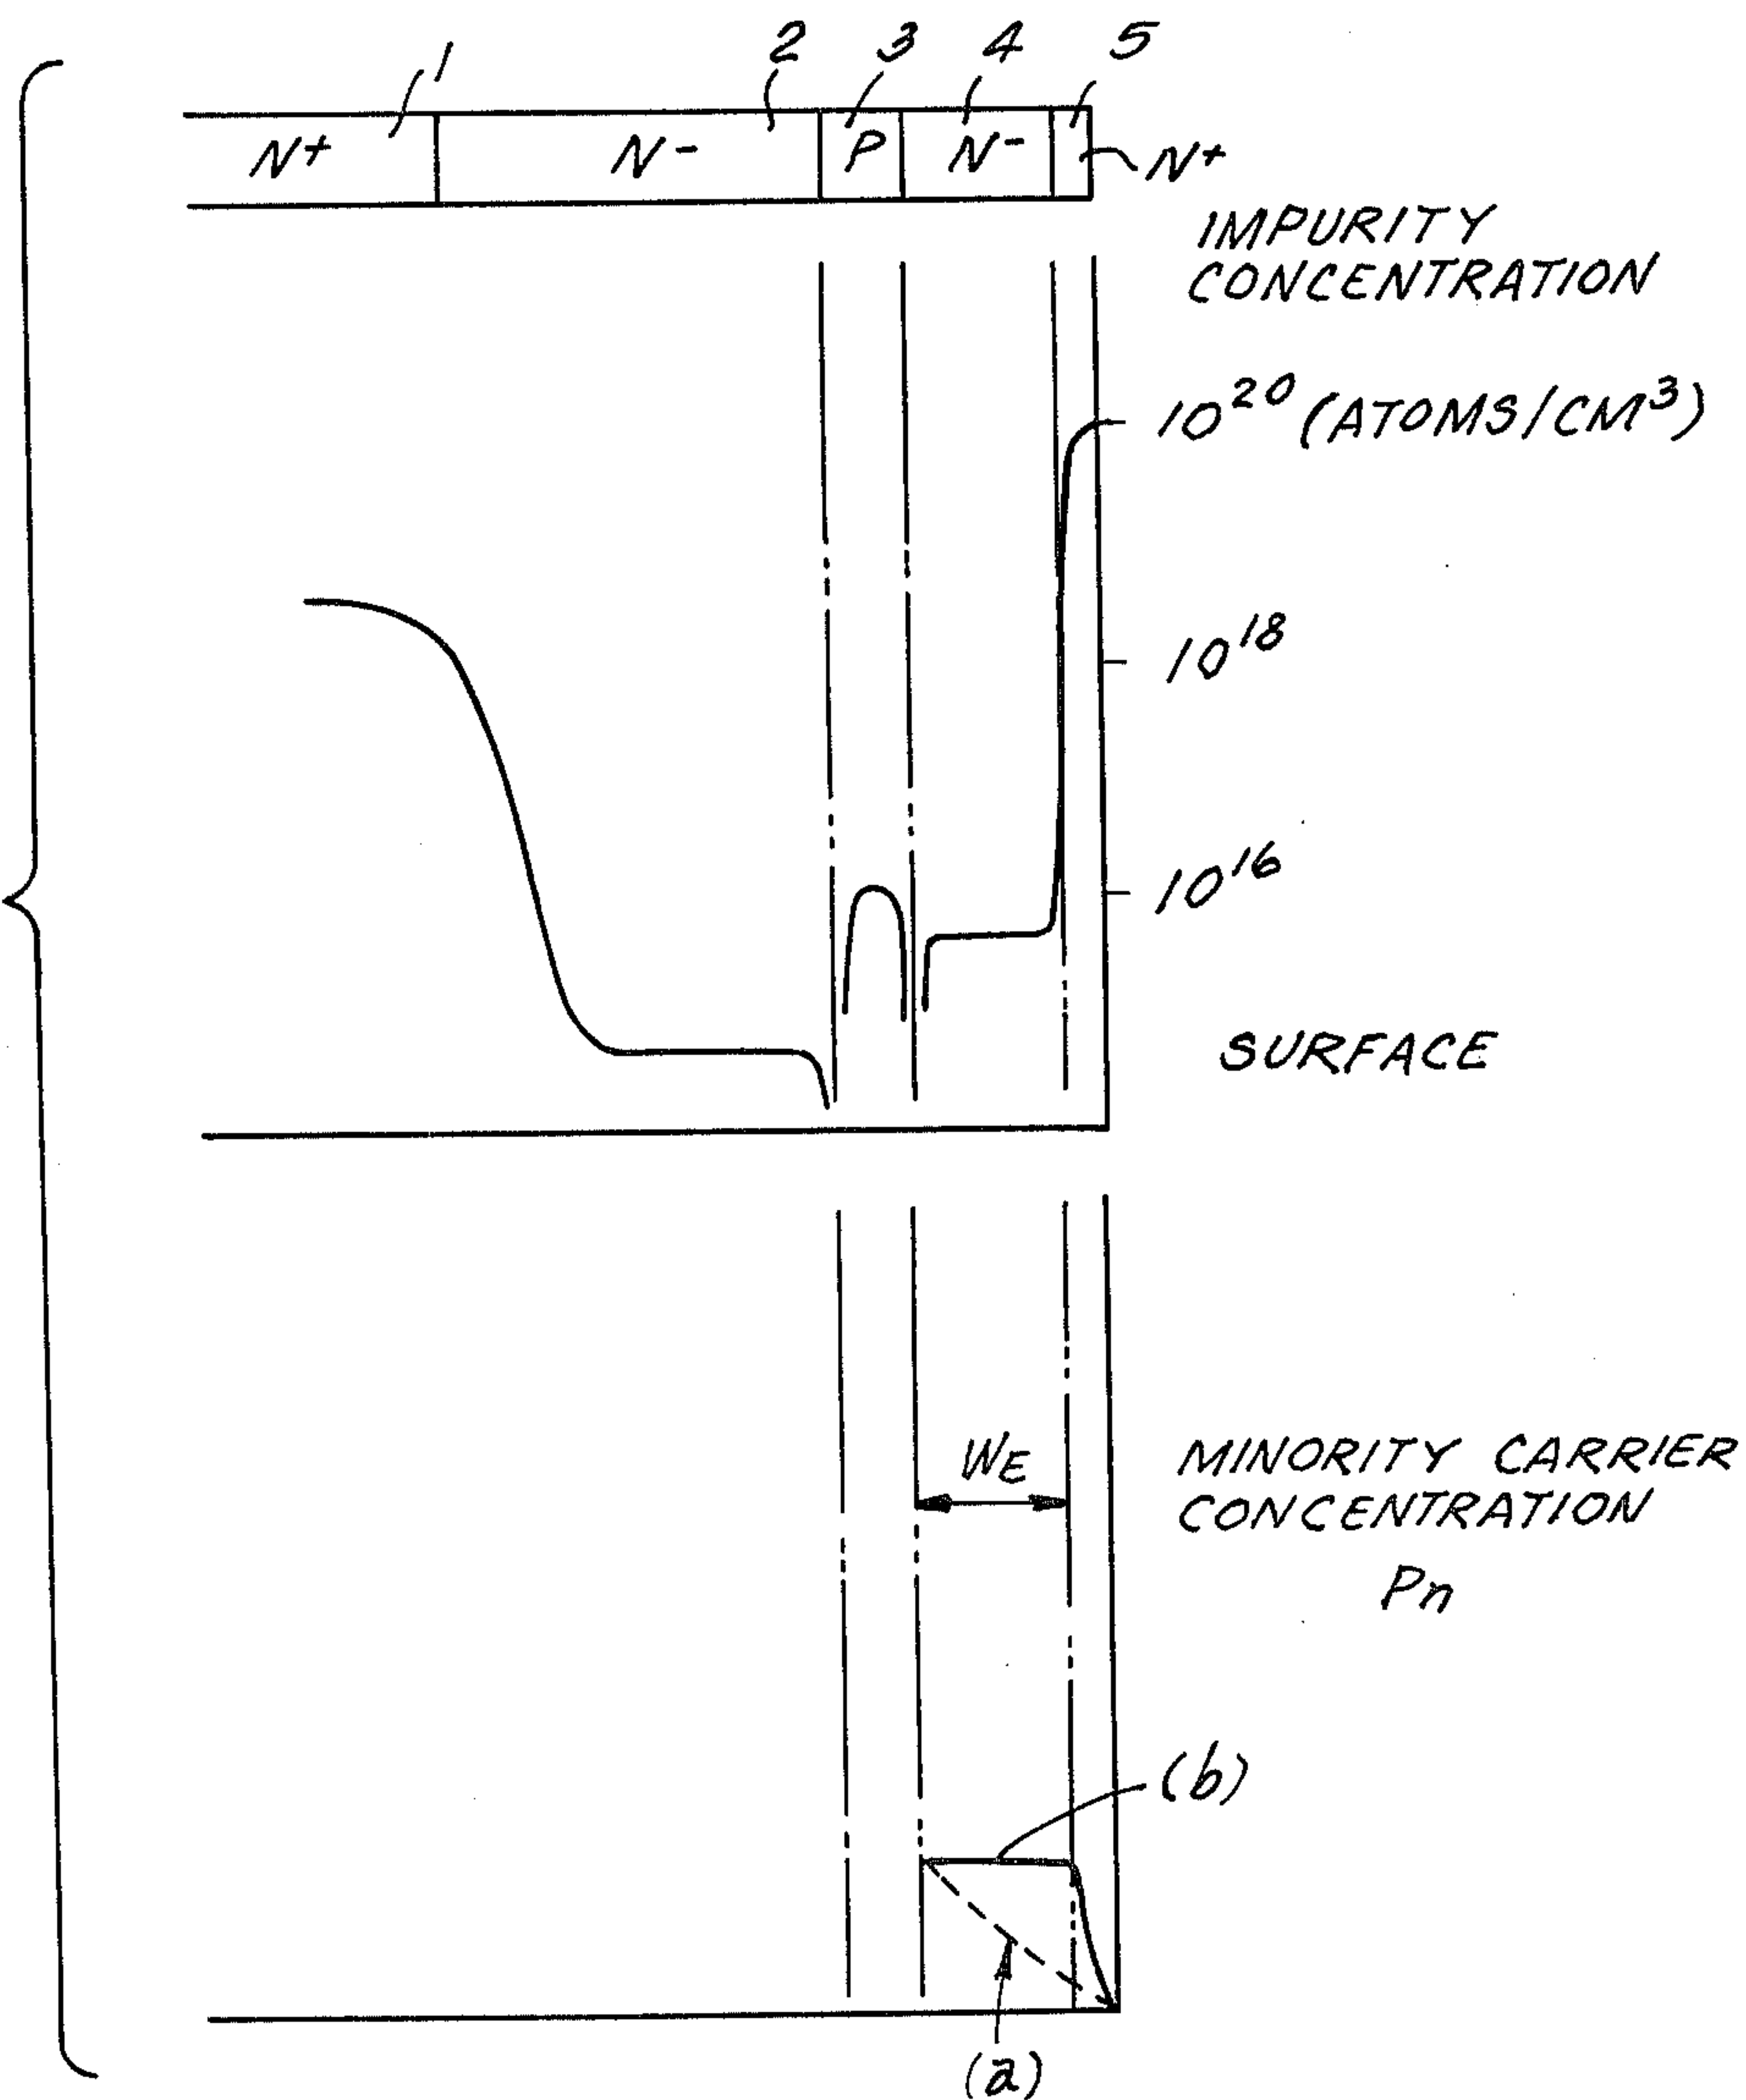 1 2 3 4 5
N+ N- P N- N+
IMPURITY
CONCENTRATION
10^20 (ATOMS/CM^3)
10^18
10^16
SURFACE
WE
MINORITY CARRIER
CONCENTRATION
Pn
(b)
(a)